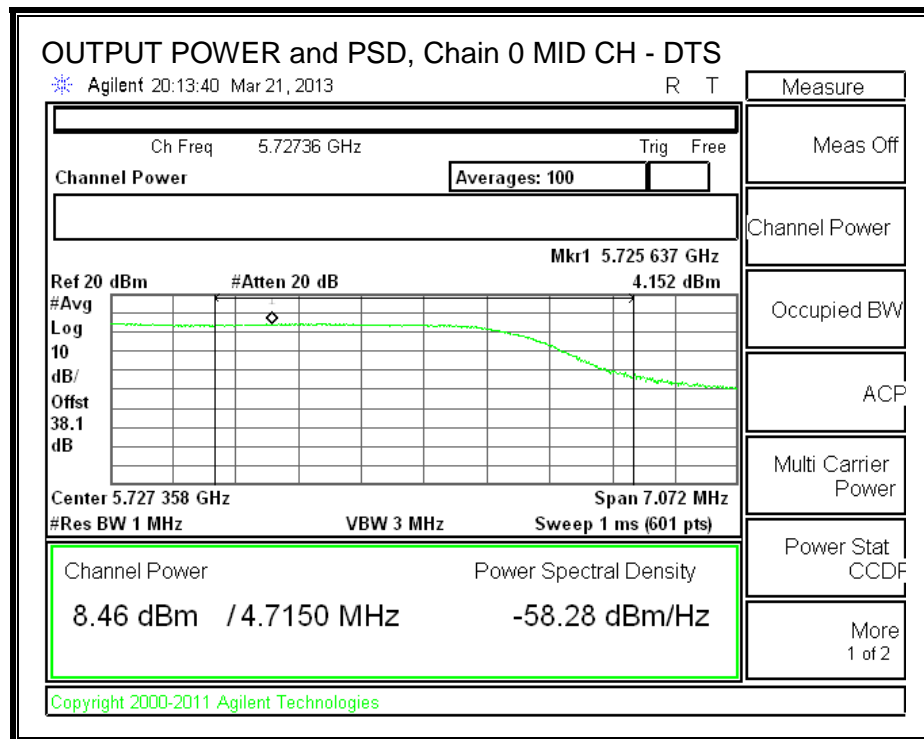 OUTPUT POWER and PSD, Chain 0 MID CH - DTS
Agilent 20:13:40 Mar 21, 2013 R T
Measure
Ch Freq 5.72736 GHz Trig Free
Meas Off
Channel Power Averages: 100
Channel Power
Mkr1 5.725 637 GHz
Ref 20 dBm #Atten 20 dB 4.152 dBm
#Avg
Log
10
dB/
Offst
38.1
dB
1
Occupied BW
ACP
Multi Carrier
Power
Center 5.727 358 GHz Span 7.072 MHz
#Res BW 1 MHz VBW 3 MHz Sweep 1 ms (601 pts)
Power Stat
CCDF
Channel Power Power Spectral Density
8.46 dBm / 4.7150 MHz -58.28 dBm/Hz
More
1 of 2
Copyright 2000-2011 Agilent Technologies